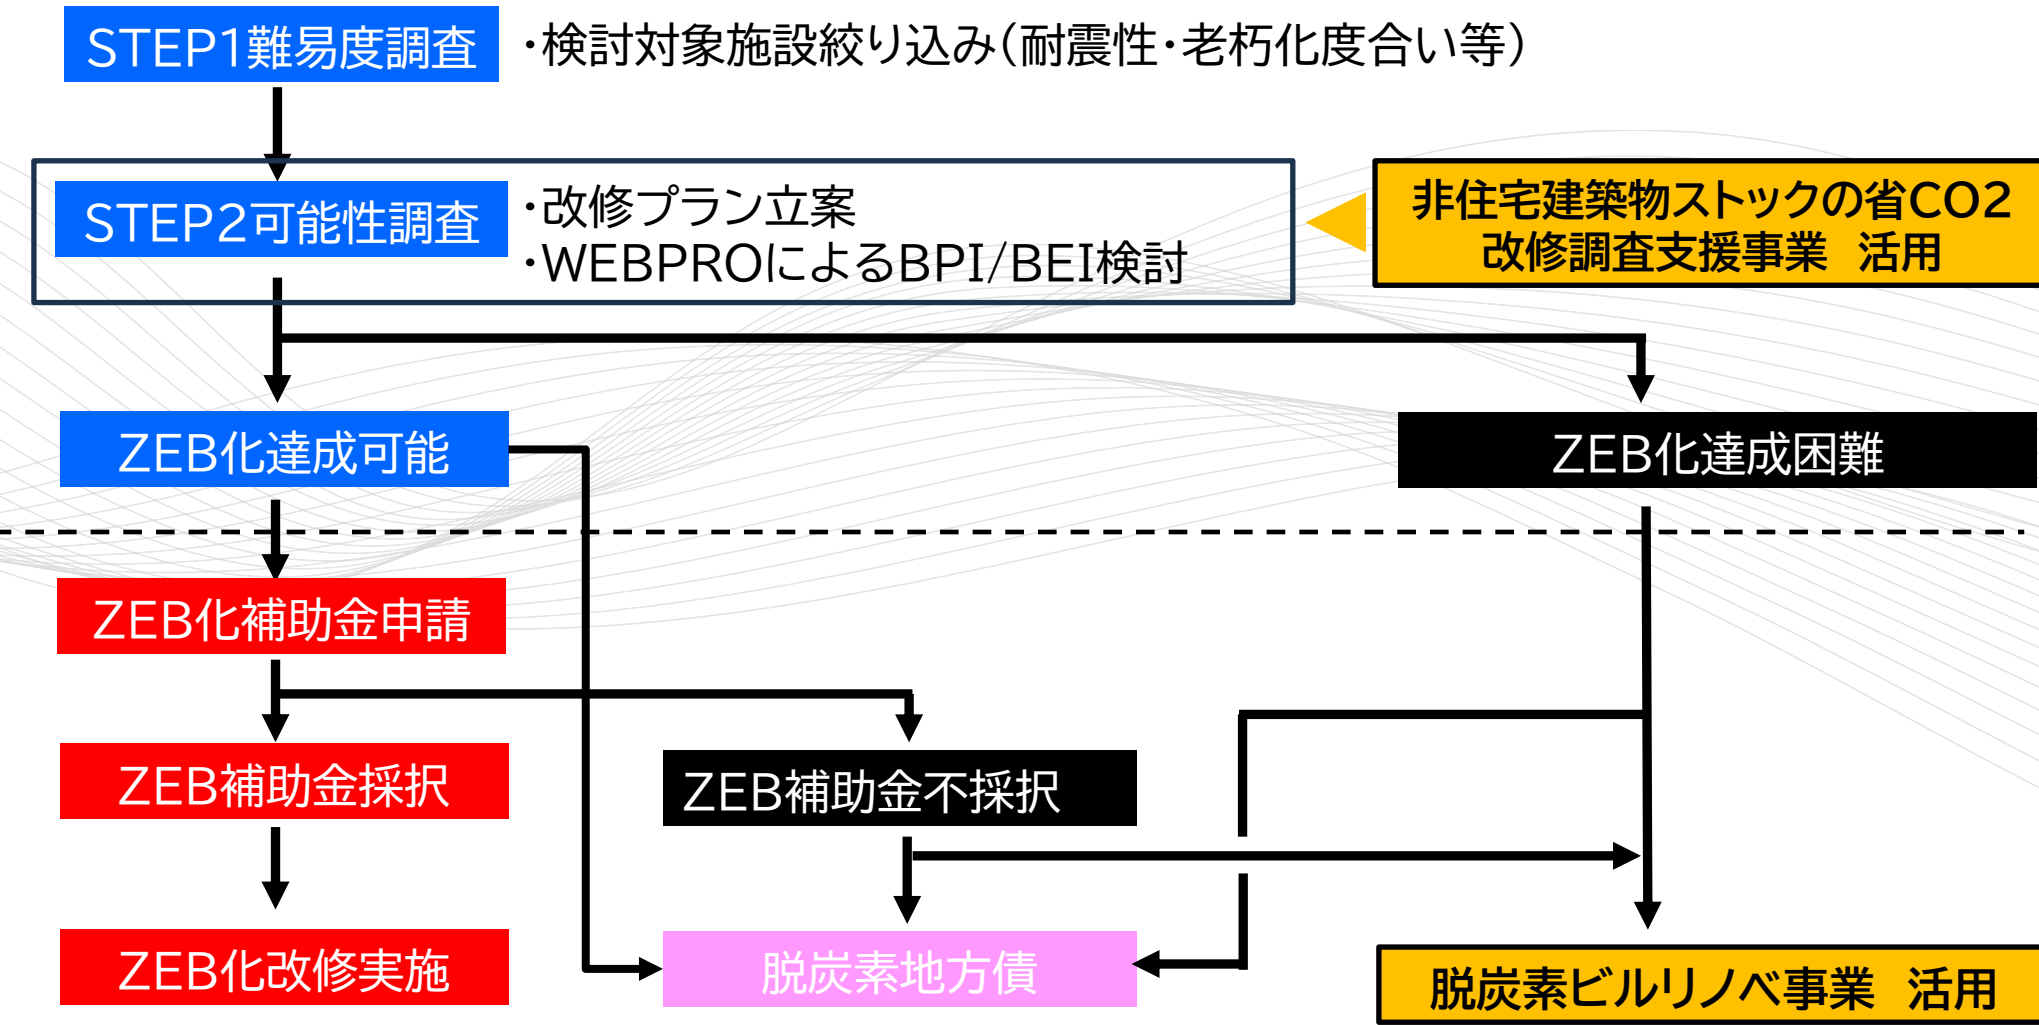 STEP1難易度調査
・検討対象施設絞り込み（耐震性・老朽化度合い等）
STEP2可能性調査
・改修プラン立案
・WEBPROによるBPI/BEI検討
非住宅建築物ストックの省CO2
改修調査支援事業　活用
ZEB化達成可能
ZEB化達成困難
ZEB化補助金申請
ZEB補助金採択
ZEB補助金不採択
ZEB化改修実施
脱炭素地方債
脱炭素ビルリノベ事業　活用